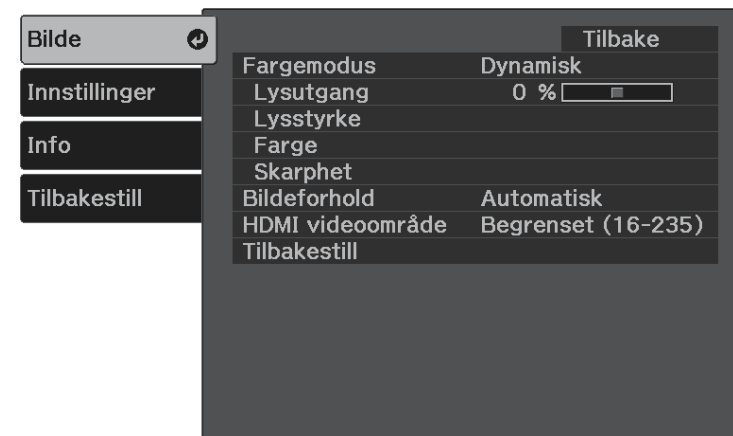 Bilde
Innstillinger
Info
Tilbakestill
Tilbake
Fargemodus Dynamisk
Lysutgang 0 %
Lysstyrke
Farge
Skarphet
Bildeforhold Automatisk
HDMI videoområde Begrenset (16-235)
Tilbakestill